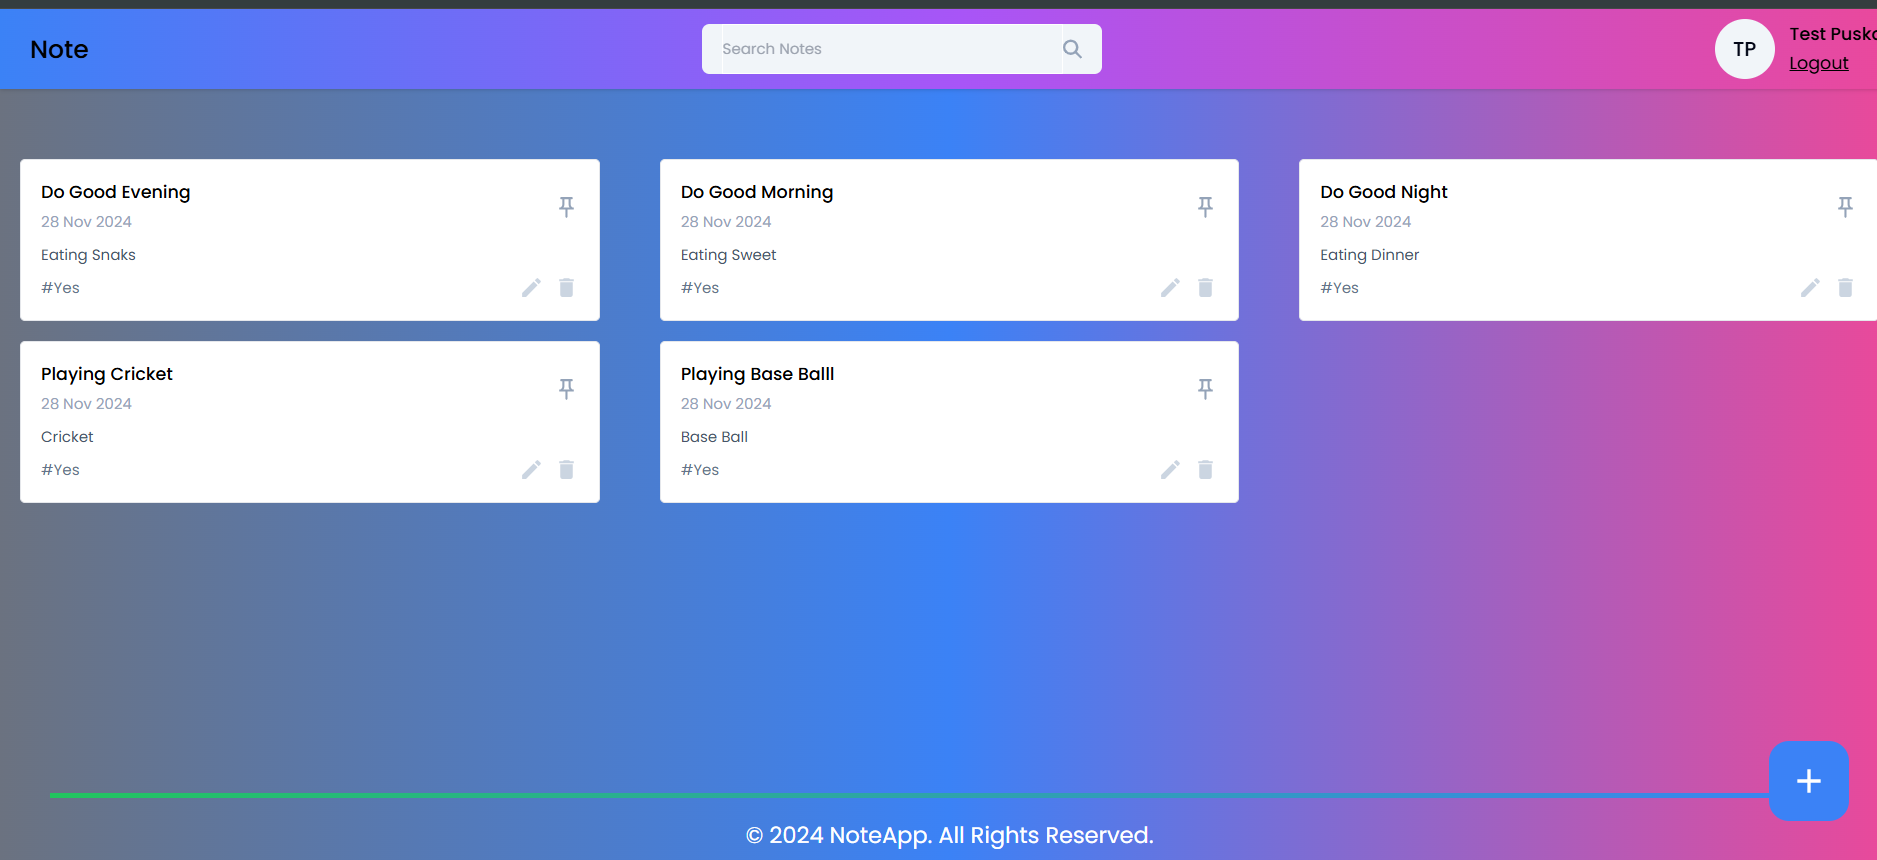 Note
Search Notes
TP
Test Pusk
Logout
Do Good Evening
28 Nov 2024
Eating Snaks
#Yes
Do Good Morning
28 Nov 2024
Eating Sweet
#Yes
Do Good Night
28 Nov 2024
Eating Dinner
#Yes
Playing Cricket
28 Nov 2024
Cricket
#Yes
Playing Base Balll
28 Nov 2024
Base Ball
#Yes
© 2024 NoteApp. All Rights Reserved.